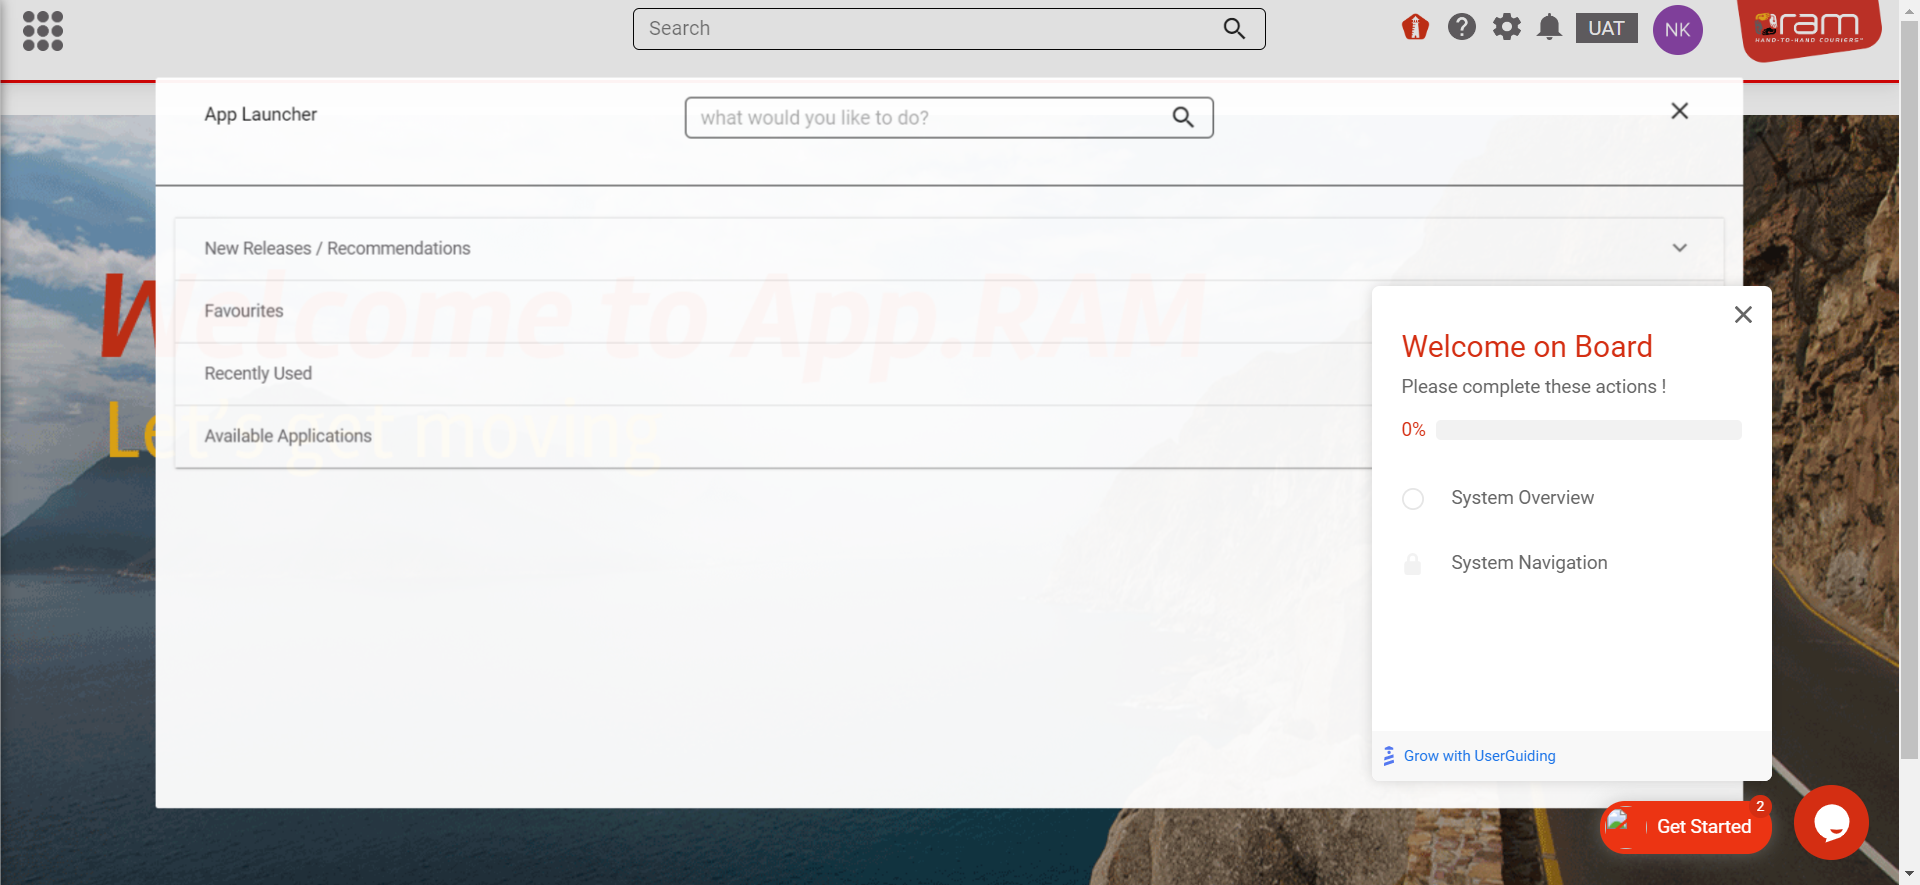 Search
UAT
NK
ram
HAND-TO-HAND COURIERS™
App Launcher
what would you like to do?
New Releases / Recommendations
Welcome to App.RAM
Favourites
Recently Used
Let's get moving
Available Applications
Welcome on Board
Please complete these actions !
0%
System Overview
System Navigation
Grow with UserGuiding
2
Get Started